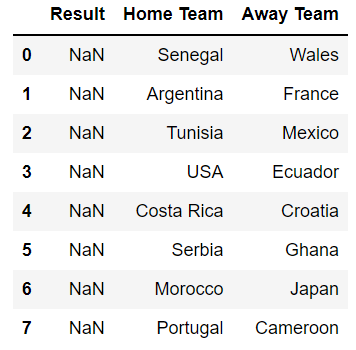 Result Home Team Away Team
0 NaN Senegal Wales
1 NaN Argentina France
2 NaN Tunisia Mexico
3 NaN USA Ecuador
4 NaN Costa Rica Croatia
5 NaN Serbia Ghana
6 NaN Morocco Japan
7 NaN Portugal Cameroon